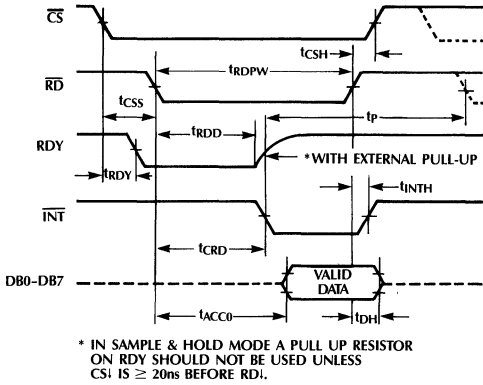 CS
tCSH
RD
tRDPW
tCSS
tP
RDY
tRDD
*WITH EXTERNAL PULL-UP
tRDY
tINTH
INT
tCRD
DB0-DB7
VALID
DATA
tACC0
tDH
* IN SAMPLE & HOLD MODE A PULL UP RESISTOR
ON RDY SHOULD NOT BE USED UNLESS
CS↓ IS ≥ 20ns BEFORE RD↓.